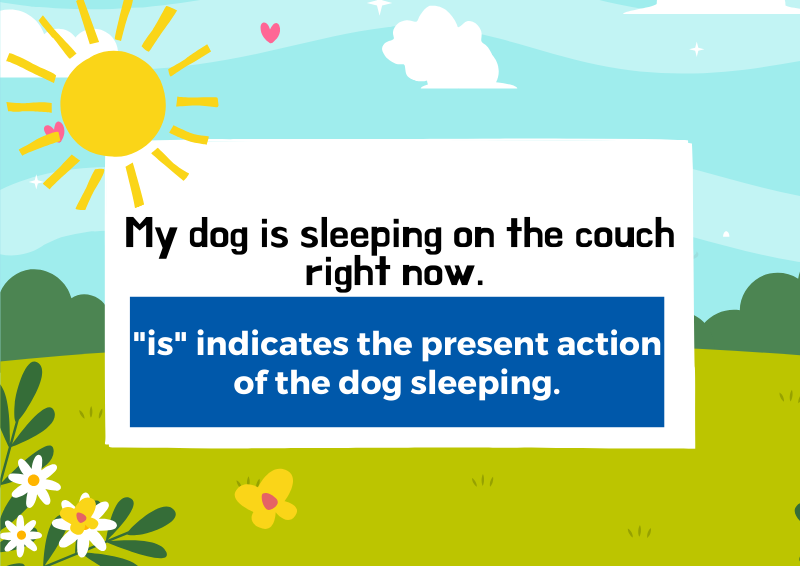 My dog is sleeping on the couch
right now.
"is" indicates the present action
of the dog sleeping.